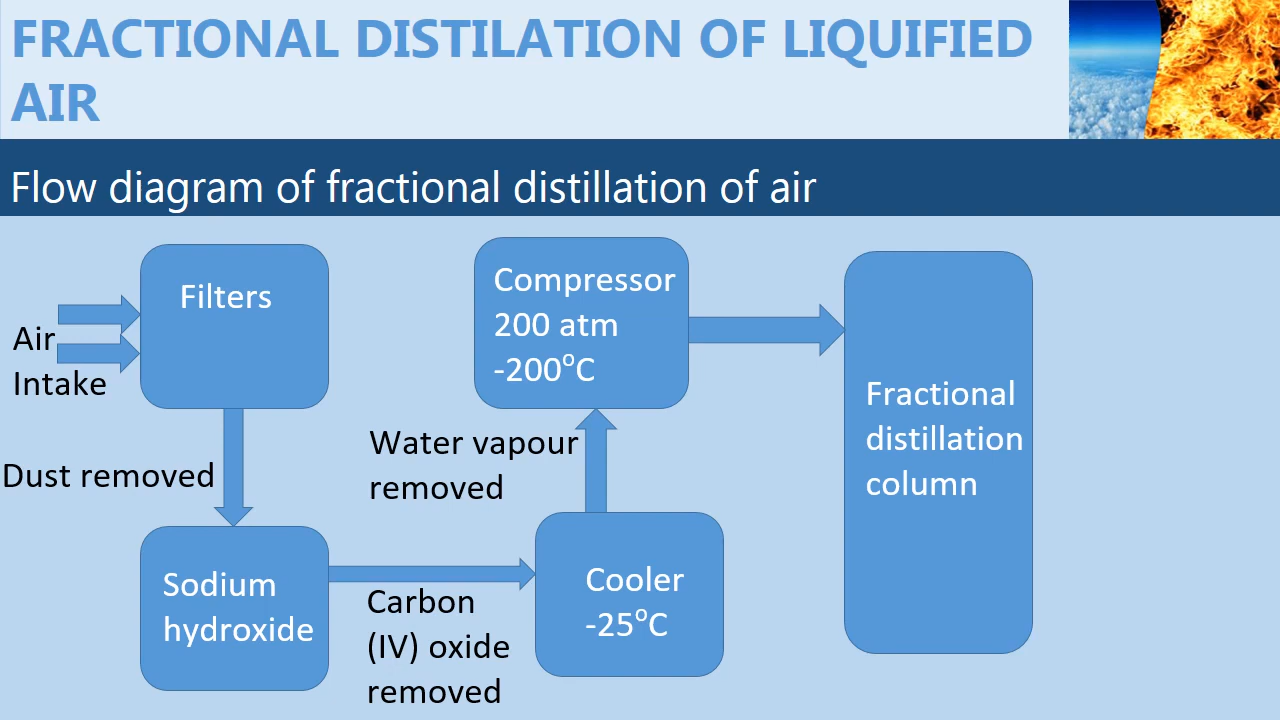 FRACTIONAL DISTILATION OF LIQUIFIED
AIR
Flow diagram of fractional distillation of air
Air
Intake
Filters
Dust removed
Sodium
hydroxide
Carbon
(IV) oxide
removed
Cooler
-25°C
Water vapour
removed
Compressor
200 atm
-200°C
Fractional
distillation
column